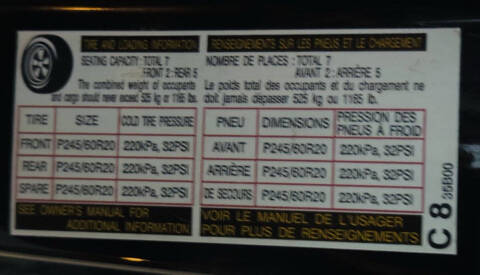 TIRE AND LOADING INFORMATION
SEATING CAPACITY : TOTAL 7
FRONT 2 : REAR 5
The combined weight of occupants
and cargo should never exceed 525 kg or 1165 lb.
TIRE SIZE COLD TIRE PRESSURE
FRONT P245/60R20 220kPa, 32PSI
REAR P245/60R20 220kPa, 32PSI
SPARE P245/60R20 220kPa, 32PSI
SEE OWNER'S MANUAL FOR
ADDITIONAL INFORMATION
RENSEIGNEMENTS SUR LES PNEUS ET LE CHARGEMENT
NOMBRE DE PLACES : TOTAL 7
AVANT 2 : ARRIÈRE 5
Le poids total des occupants et du chargement ne
doit jamais dépasser 525 kg ou 1165 lb.
PNEU DIMENSIONS PRESSION DES
PNEUS À FROID
AVANT P245/60R20 220kPa, 32PSI
ARRIÈRE P245/60R20 220kPa, 32PSI
DE SECOURS P245/60R20 220kPa, 32PSI
VOIR LE MANUEL DE L'USAGER
POUR PLUS DE RENSEIGNEMENTS
C 8 35B00